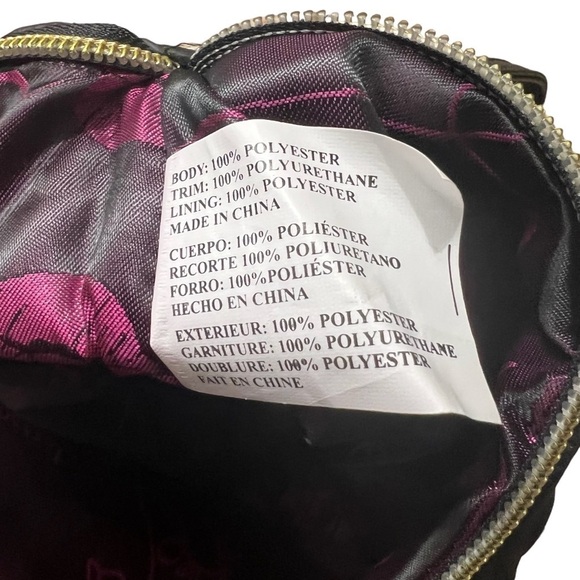 BODY: 100% POLYESTER
TRIM: 100% POLYURETHANE
LINING: 100% POLYESTER
MADE IN CHINA
CUERPO: 100% POLIÉSTER
RECORTE 100% POLIURETANO
FORRO: 100%POLIÉSTER
HECHO EN CHINA
EXTERIEUR: 100% POLYESTER
GARNITURE: 100% POLYURETHANE
DOUBLURE: 100% POLYESTER
FAIT EN CHINE